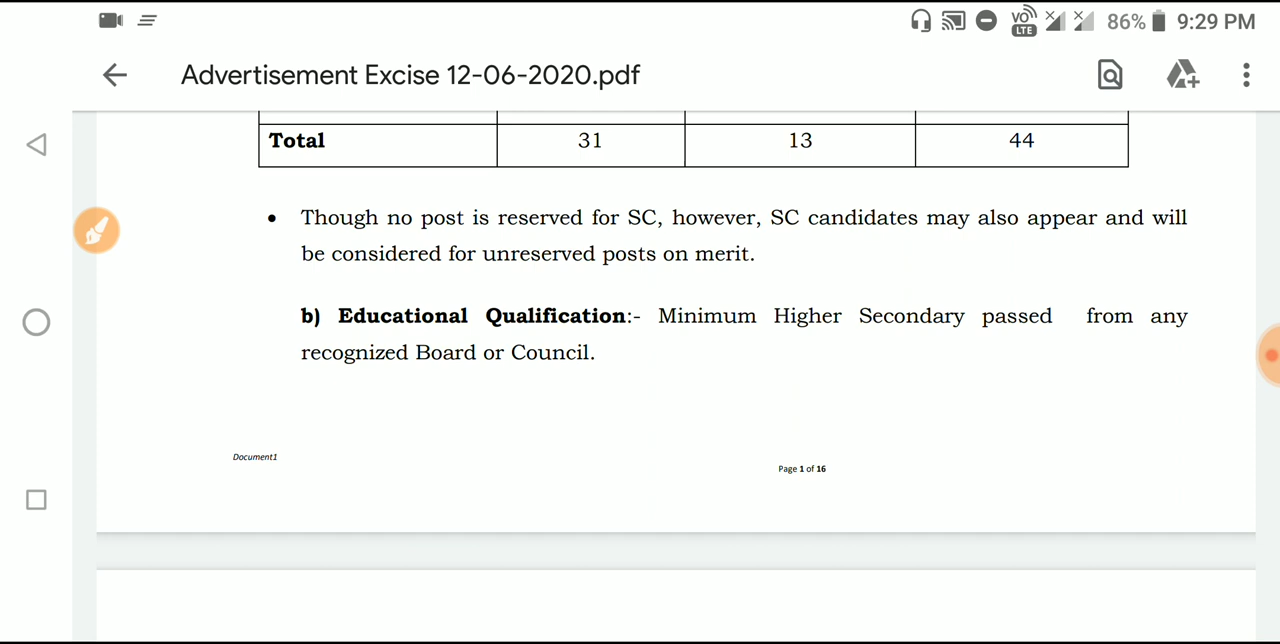 VO LTE 86% 9:29 PM
Advertisement Excise 12-06-2020.pdf
Total 31 13 44
• Though no post is reserved for SC, however, SC candidates may also appear and will
be considered for unreserved posts on merit.
b) Educational Qualification:- Minimum Higher Secondary passed from any
recognized Board or Council.
Document1
Page 1 of 16